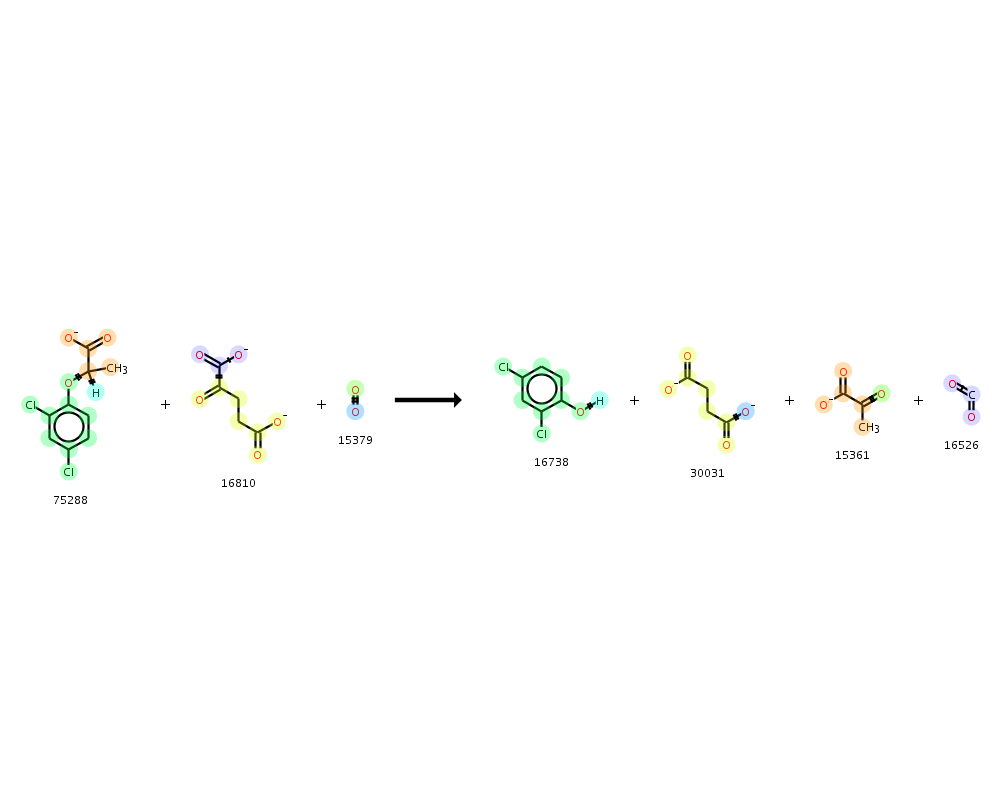 O⁻ O
CH₃
O
H
Cl
Cl
75288
+
O O⁻
O
O⁻
O
16810
+
O
O
15379
Cl
O H
Cl
16738
+
O
O⁻
O⁻
O
30031
+
O
O⁻ O
CH₃
15361
+
O
C
O
16526